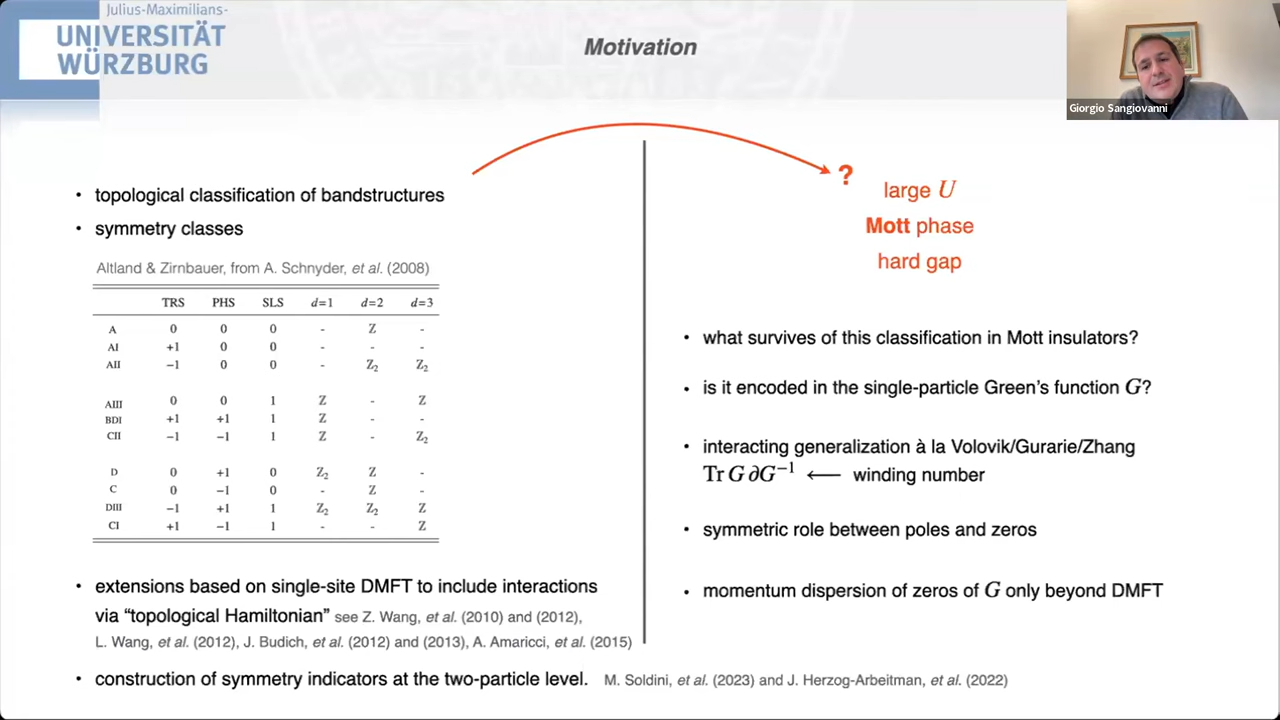 Julius-Maximilians-
UNIVERSITÄT
WÜRZBURG
Motivation
Giorgio Sangiovanni
• topological classification of bandstructures
• symmetry classes
Altland & Zirnbauer, from A. Schnyder, et al. (2008)
TRS PHS SLS d=1 d=2 d=3
A 0 0 0 - Z -
AI +1 0 0 - - -
AII −1 0 0 - Z₂ Z₂
AIII 0 0 1 Z - Z
BDI +1 +1 1 Z - -
CII −1 −1 1 Z - Z₂
D 0 +1 0 Z₂ Z -
C 0 −1 0 - Z -
DIII −1 +1 1 Z₂ Z₂ Z
CI +1 −1 1 - - Z
• extensions based on single-site DMFT to include interactions
via “topological Hamiltonian” see Z. Wang, et al. (2010) and (2012),
L. Wang, et al. (2012), J. Budich, et al. (2012) and (2013), A. Amaricci, et al. (2015)
• construction of symmetry indicators at the two-particle level. M. Soldini, et al. (2023) and J. Herzog-Arbeitman, et al. (2022)
?
large U
Mott phase
hard gap
• what survives of this classification in Mott insulators?
• is it encoded in the single-particle Green’s function G?
• interacting generalization à la Volovik/Gurarie/Zhang
Tr G ∂G⁻¹ ⟵ winding number
• symmetric role between poles and zeros
• momentum dispersion of zeros of G only beyond DMFT